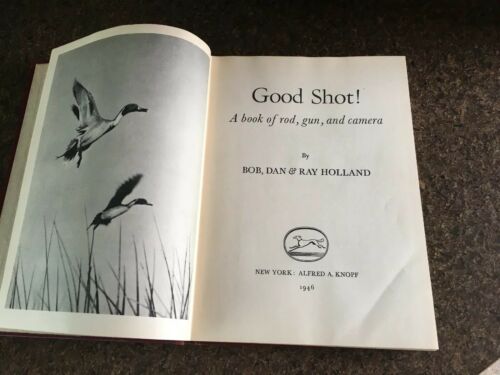 Good Shot!
A book of rod, gun, and camera
By
BOB, DAN & RAY HOLLAND
NEW YORK: ALFRED A. KNOPF
1946